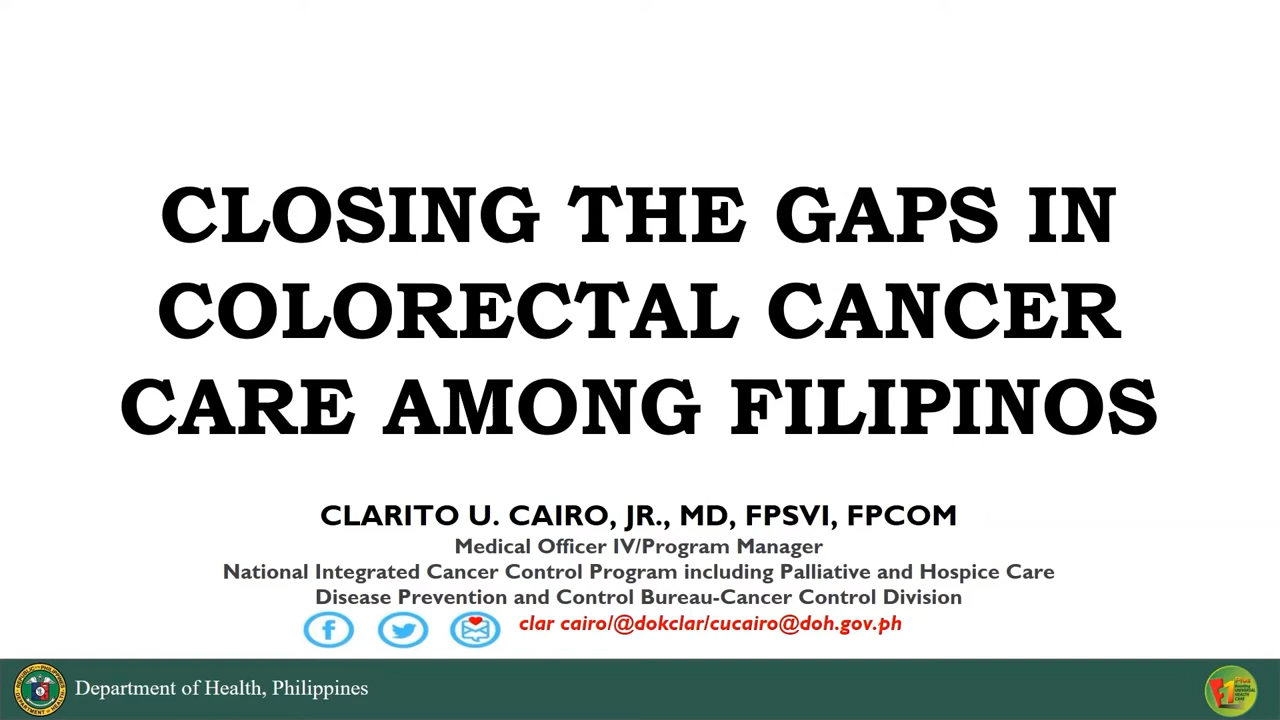 CLOSING THE GAPS IN
COLORECTAL CANCER
CARE AMONG FILIPINOS
CLARITO U. CAIRO, JR., MD, FPSVI, FPCOM
Medical Officer IV/Program Manager
National Integrated Cancer Control Program including Palliative and Hospice Care
Disease Prevention and Control Bureau-Cancer Control Division
clar cairo/@dokclar/cucairo@doh.gov.ph
Department of Health, Philippines